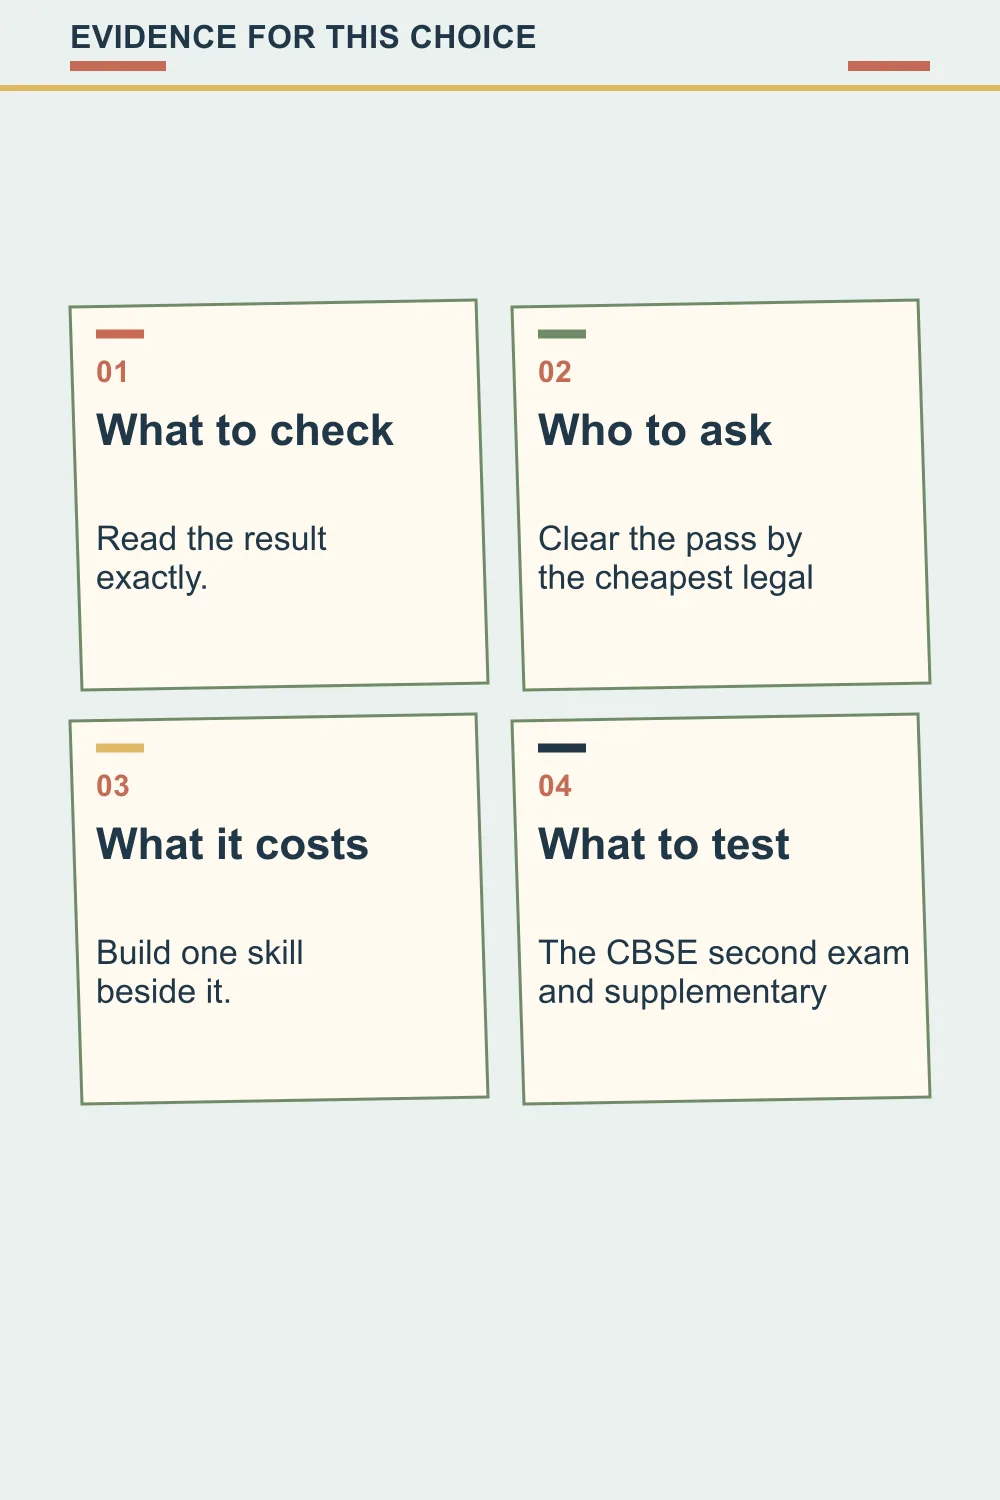 EVIDENCE FOR THIS CHOICE
01
What to check
Read the result
exactly.
02
Who to ask
Clear the pass by
the cheapest legal
03
What it costs
Build one skill
beside it.
04
What to test
The CBSE second exam
and supplementary